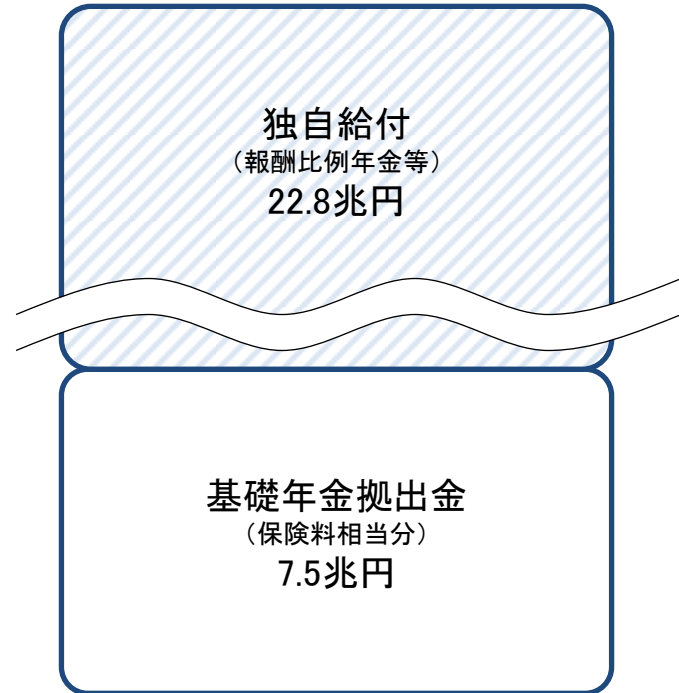 独自給付
（報酬比例年金等）
22.8兆円
基礎年金拠出金
（保険料相当分）
7.5兆円